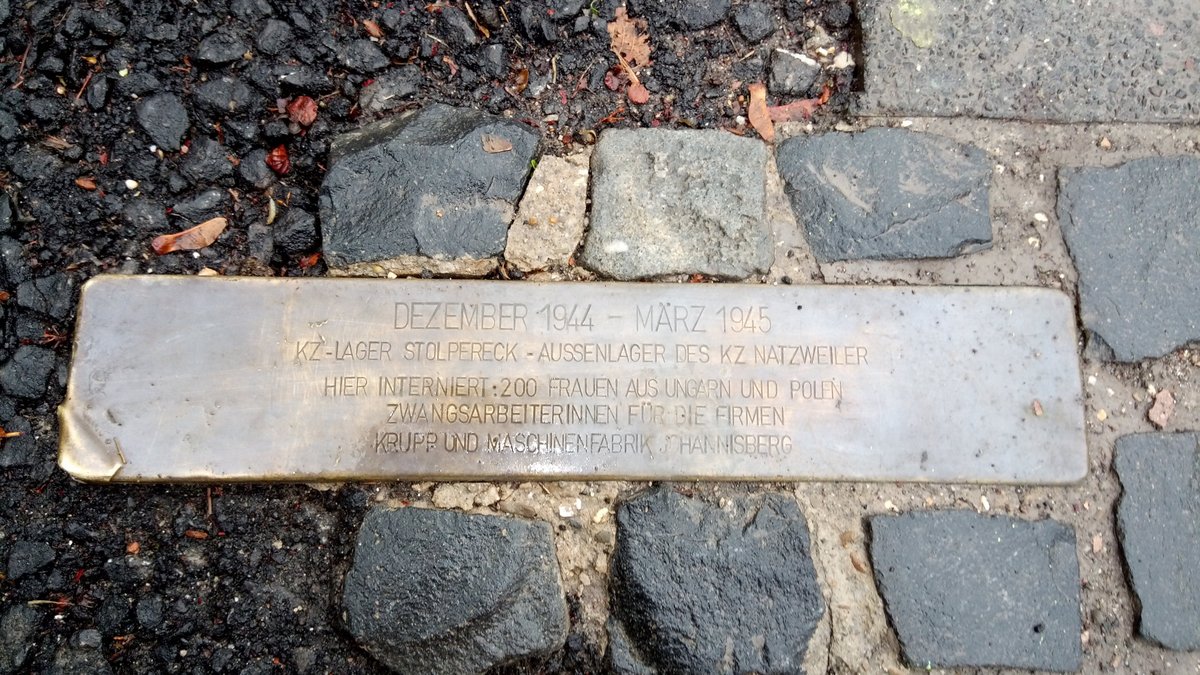 DEZEMBER 1944 - MÄRZ 1945
KZ-LAGER STOLPERECK - AUSSENLAGER DES KZ NATZWEILER
HIER INTERNIERT: 200 FRAUEN AUS UNGARN UND POLEN
ZWANGSARBEITERINNEN FÜR DIE FIRMEN
KRUPP UND MASCHINENFABRIK JOHANNISBERG